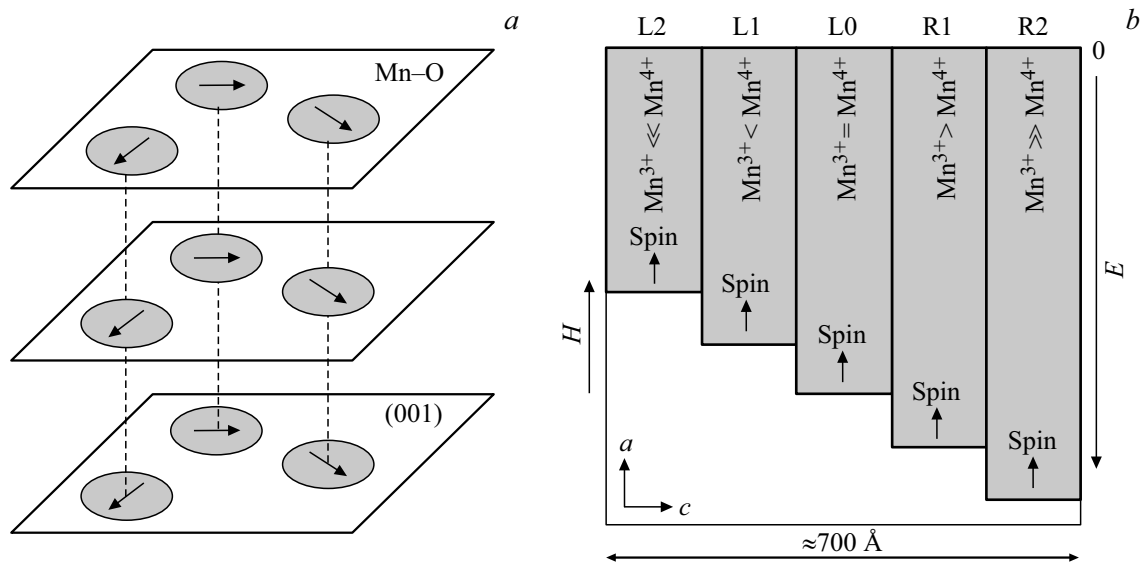 a
Mn–O
(001)
b
L2 L1 L0 R1 R2
0
Mn³⁺ ≪ Mn⁴⁺
Mn³⁺ < Mn⁴⁺
Mn³⁺ = Mn⁴⁺
Mn³⁺ > Mn⁴⁺
Mn³⁺ ≫ Mn⁴⁺
Spin
Spin
Spin
Spin
Spin
H
E
a
c
≈700 Å